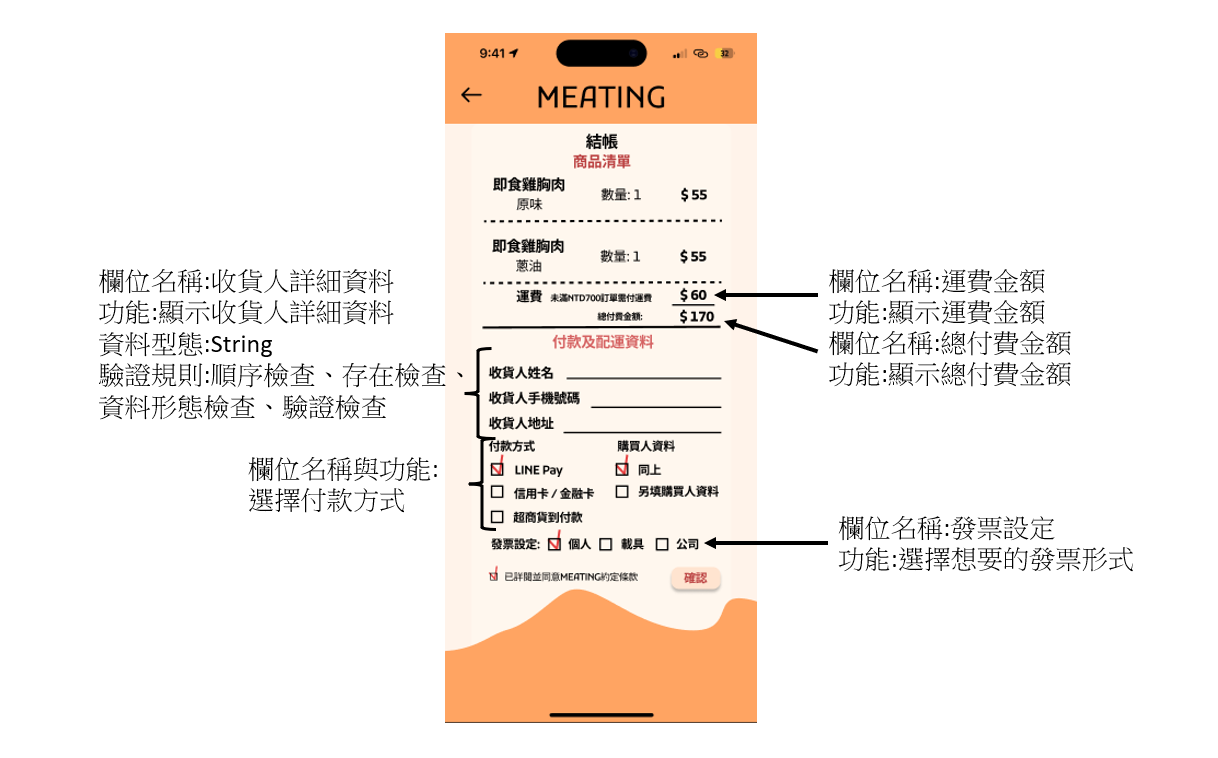 9:41
32
MEATING
結帳
商品清單
即食雞胸肉
原味
數量: 1
$ 55
即食雞胸肉
蔥油
數量: 1
$ 55
運費 未滿NTD700訂單需付運費 $ 60
總付費金額: $ 170
付款及配運資料
收貨人姓名
收貨人手機號碼
收貨人地址
付款方式 購買人資料
LINE Pay 同上
信用卡 / 金融卡 另填購買人資料
超商貨到付款
發票設定: 個人 載具 公司
已詳閱並同意MEATING約定條款 確認
欄位名稱:收貨人詳細資料
功能:顯示收貨人詳細資料
資料型態:String
驗證規則:順序檢查、存在檢查、
資料形態檢查、驗證檢查
欄位名稱與功能:
選擇付款方式
欄位名稱:運費金額
功能:顯示運費金額
欄位名稱:總付費金額
功能:顯示總付費金額
欄位名稱:發票設定
功能:選擇想要的發票形式